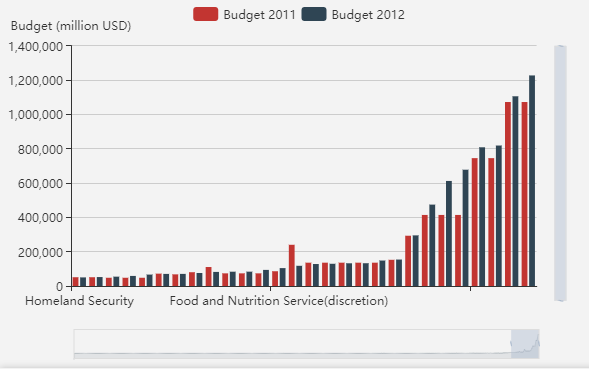 Budget 2011 Budget 2012
Budget (million USD)
1,400,000
1,200,000
1,000,000
800,000
600,000
400,000
200,000
0
Homeland Security Food and Nutrition Service(discretion)